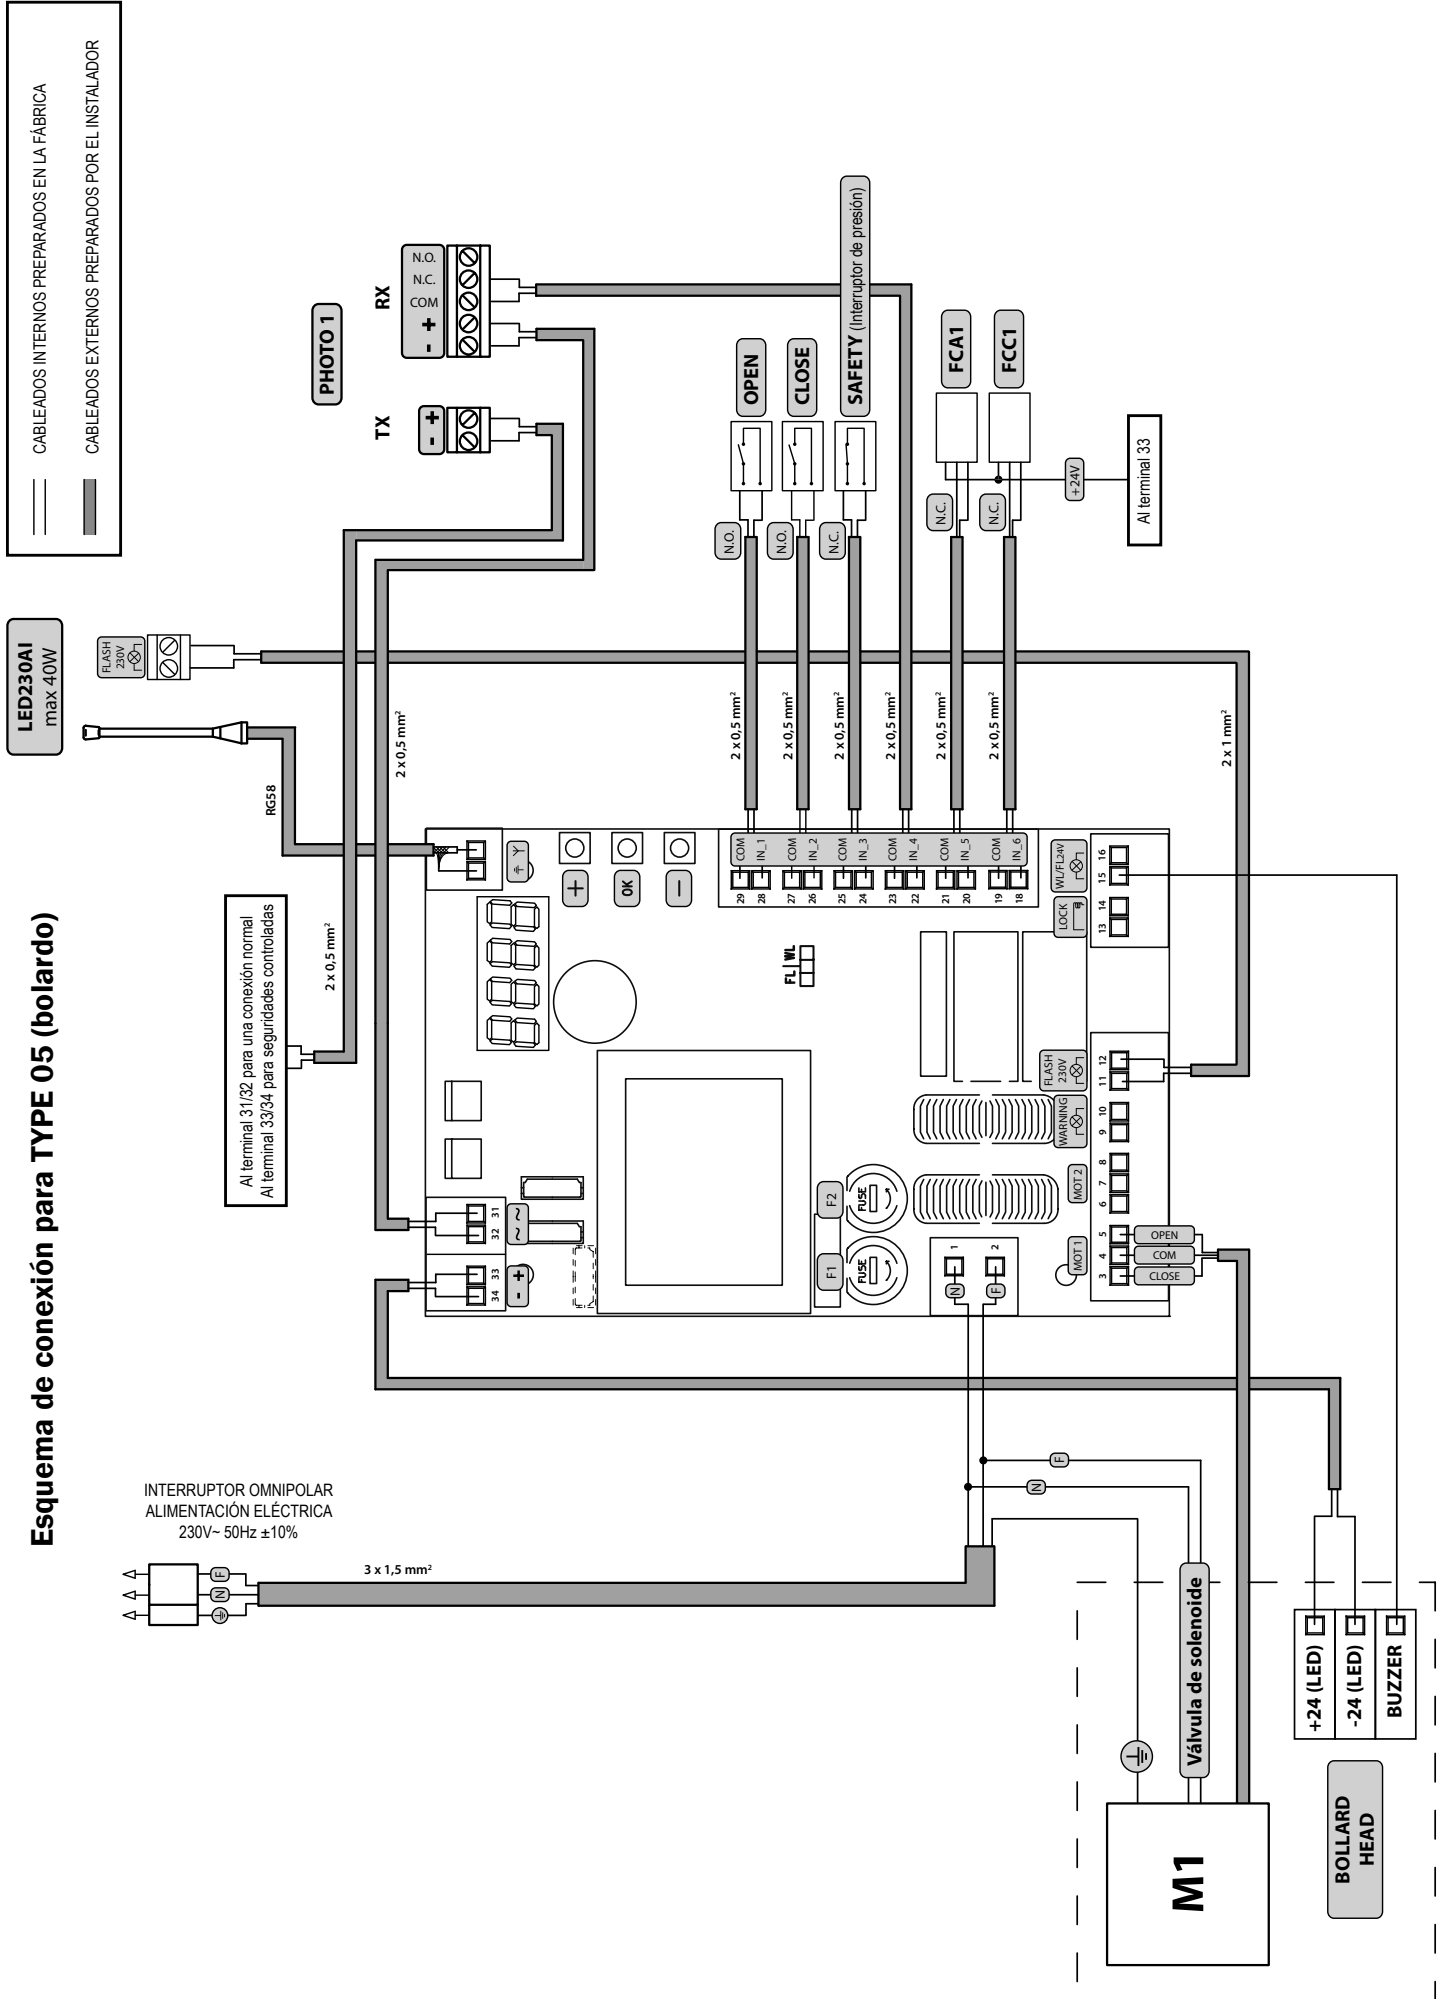 Esquema de conexión para TYPE 05 (bolardo)
CABLEADOS INTERNOS PREPARADOS EN LA FÁBRICA
CABLEADOS EXTERNOS PREPARADOS POR EL INSTALADOR
INTERRUPTOR OMNIPOLAR
ALIMENTACIÓN ELÉCTRICA
230V~ 50Hz ±10%
F
N
3 x 1,5 mm²
Al terminal 31/32 para una conexión normal
Al terminal 33/34 para seguridades controladas
2 x 0,5 mm²
RG58
LED230AI
max 40W
FLASH
230V
2 x 0,5 mm²
PHOTO 1
TX
- +
RX
- + COM N.C. N.O.
34 33 32 31
- +
~ ~
+
OK
—
FL WL
F1
FUSE
F2
FUSE
N
1
F
2
29 COM
28 IN_1
27 COM
26 IN_2
25 COM
24 IN_3
23 COM
22 IN_4
21 COM
20 IN_5
19 COM
18 IN_6
2 x 0,5 mm²
2 x 0,5 mm²
2 x 0,5 mm²
2 x 0,5 mm²
2 x 0,5 mm²
2 x 0,5 mm²
2 x 1 mm²
N.O.
OPEN
N.O.
CLOSE
N.C.
SAFETY (Interruptor de presión)
N.C.
FCA1
N.C.
FCC1
+24V
Al terminal 33
MOT 1
MOT 2
WARNING
FLASH
230V
LOCK
WL/FL24V
3 4 5 6 7 8 9 10 11 12 13 14 15 16
CLOSE
COM
OPEN
N
F
M1
Válvula de solenoide
+24 (LED)
-24 (LED)
BUZZER
BOLLARD
HEAD